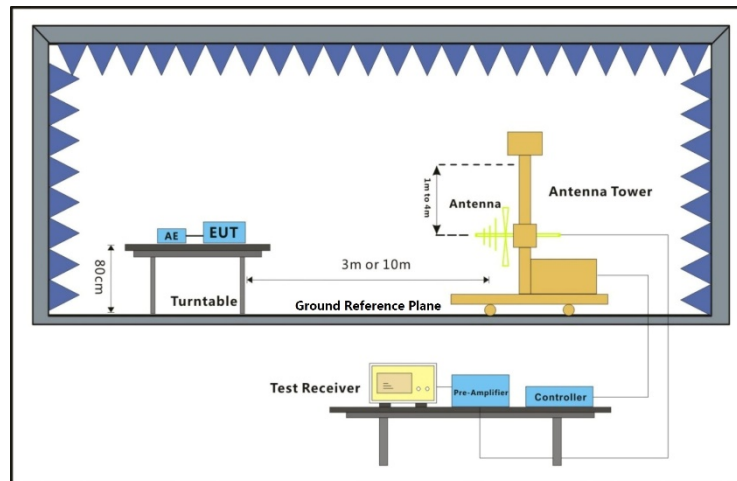 1m to 4m
Antenna
Antenna Tower
AE
EUT
80cm
Turntable
3m or 10m
Ground Reference Plane
Test Receiver
Pre-Amplifier
Controller